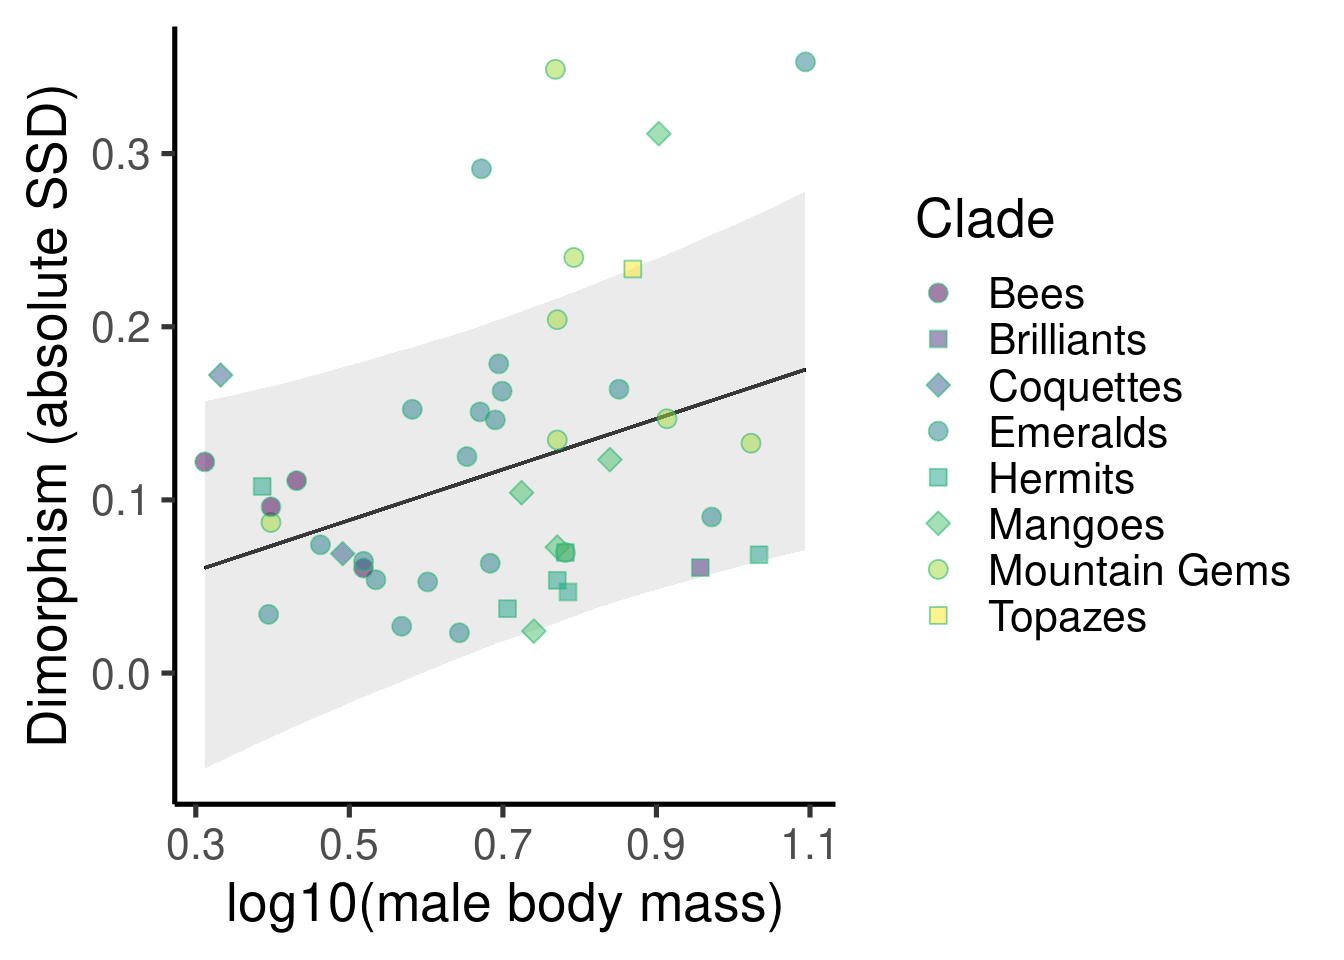 Dimorphism (absolute SSD)
0.3
0.2
0.1
0.0
0.3 0.5 0.7 0.9 1.1
log10(male body mass)
Clade
Bees
Brilliants
Coquettes
Emeralds
Hermits
Mangoes
Mountain Gems
Topazes